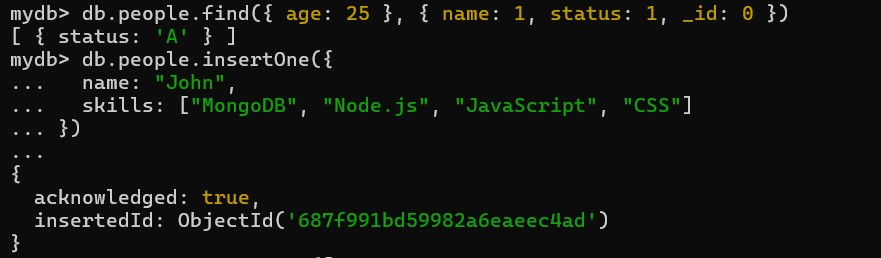 mydb> db.people.find({ age: 25 }, { name: 1, status: 1, _id: 0 })
[ { status: 'A' } ]
mydb> db.people.insertOne({
...   name: "John",
...   skills: ["MongoDB", "Node.js", "JavaScript", "CSS"]
... })
...
{
  acknowledged: true,
  insertedId: ObjectId('687f991bd59982a6eaeec4ad')
}